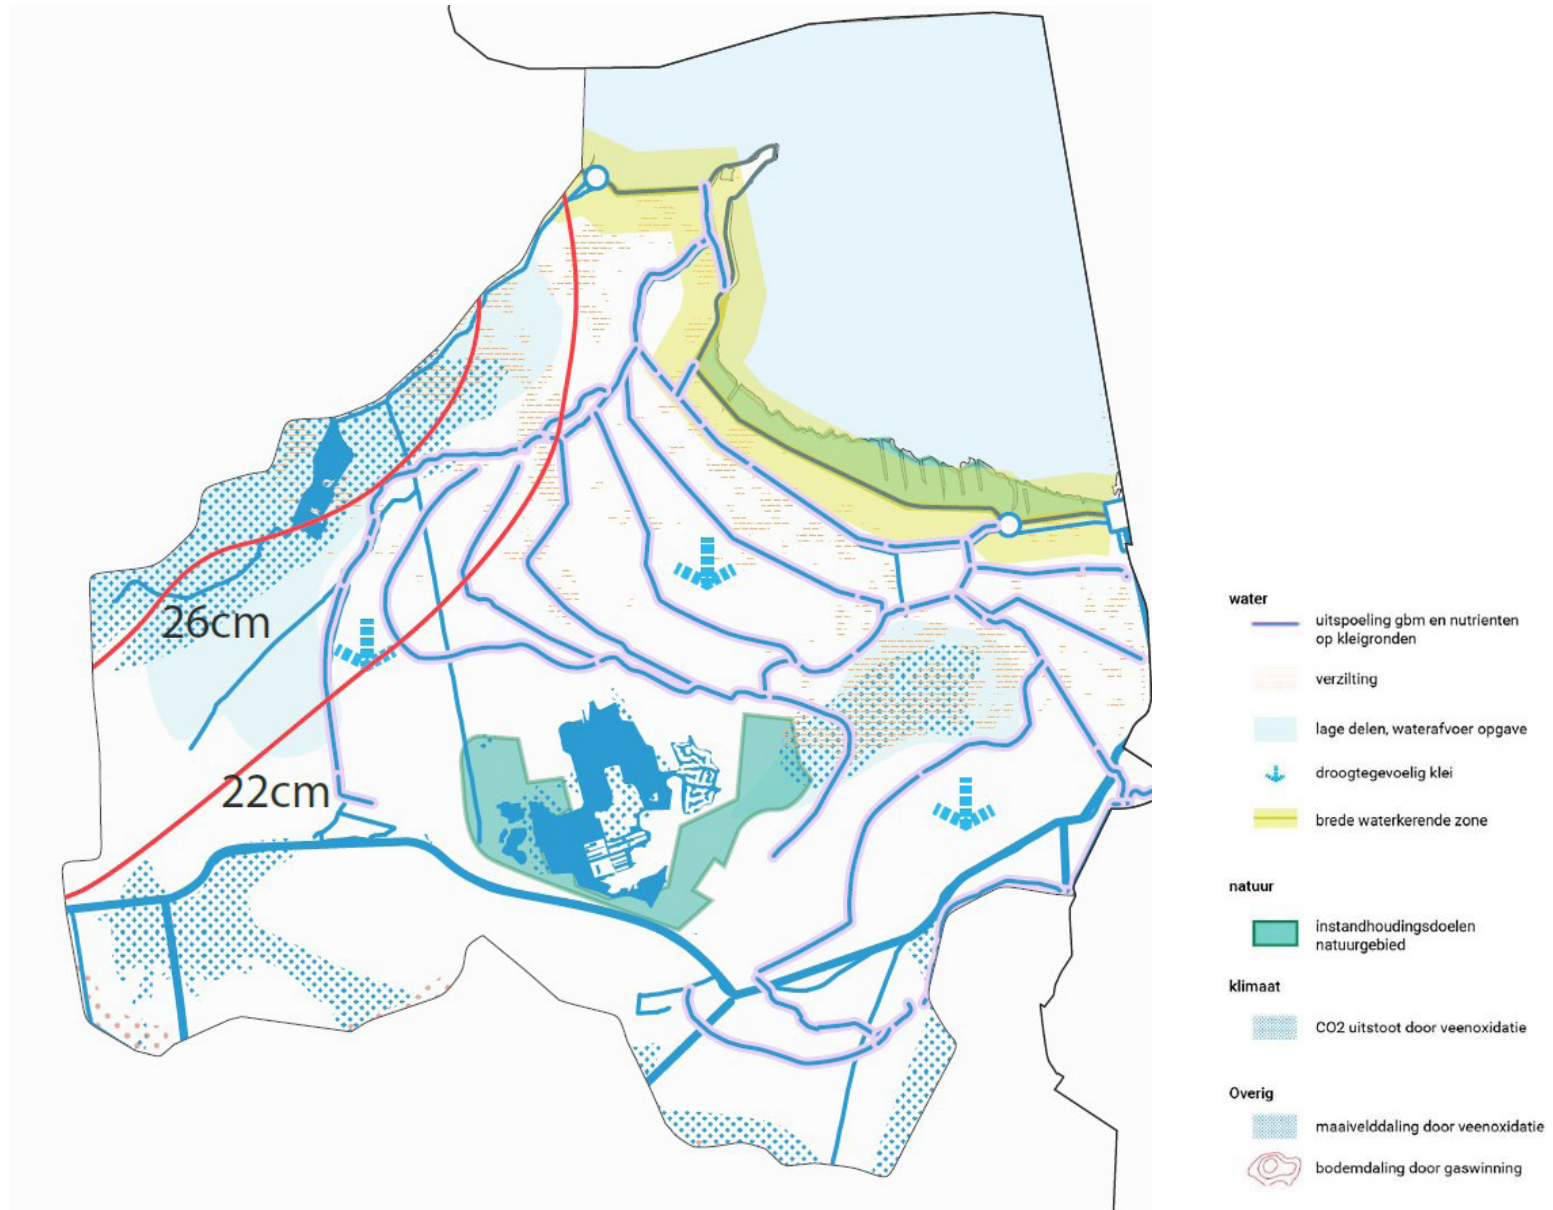 26cm
22cm
water
uitspoeling gbm en nutrienten
op kleigronden
verzilting
lage delen, waterafvoer opgave
droogtegevoelig klei
brede waterkerende zone
natuur
instandhoudingsdoelen
natuurgebied
klimaat
CO2 uitstoot door veenoxidatie
Overig
maaivelddaling door veenoxidatie
bodemdaling door gaswinning